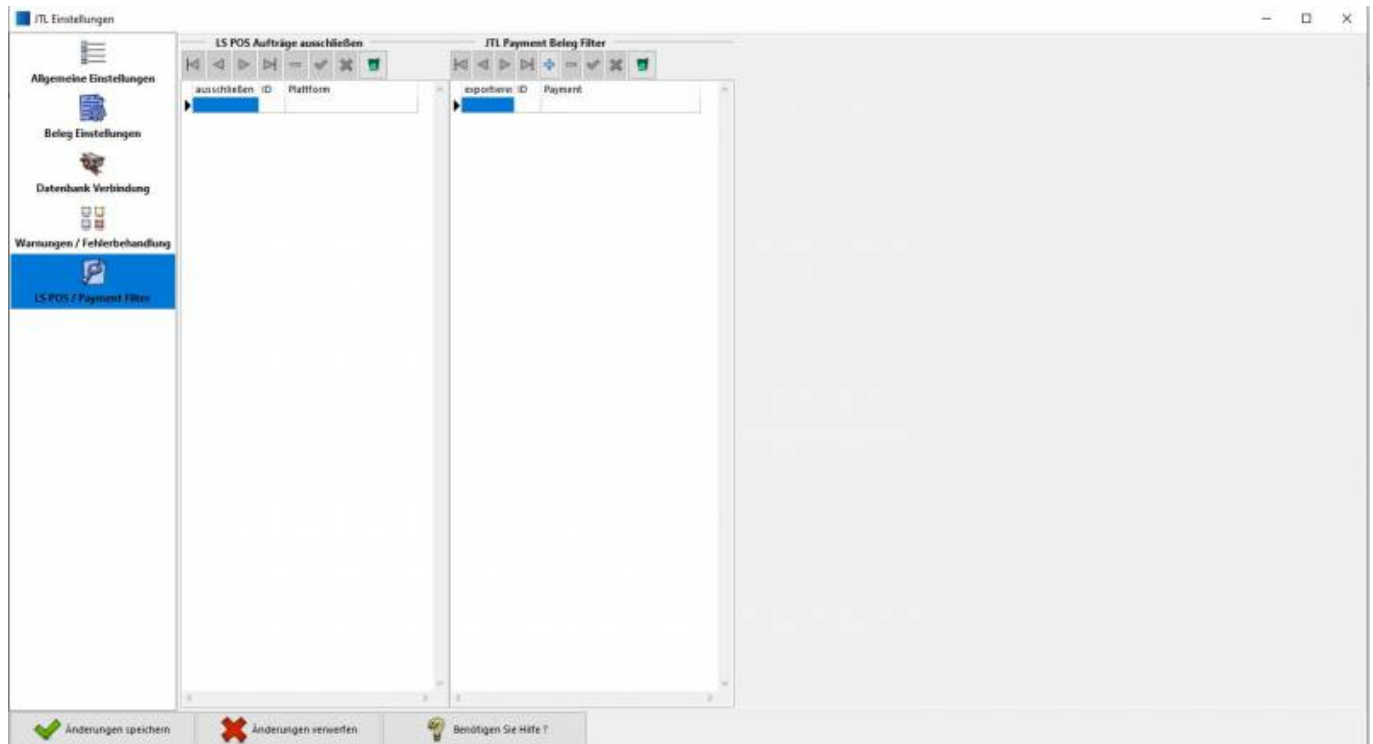 JTL Einstellungen
Allgemeine Einstellungen
Beleg Einstellungen
Datenbank Verbindung
Warnungen / Fehlerbehandlung
LS POS / Payment Filter
LS POS Aufträge ausschließen
ausschließen ID Plattform
JTL Payment Beleg Filter
exportiere ID Payment
Änderungen speichern
Änderungen verwerfen
Benötigen Sie Hilfe ?